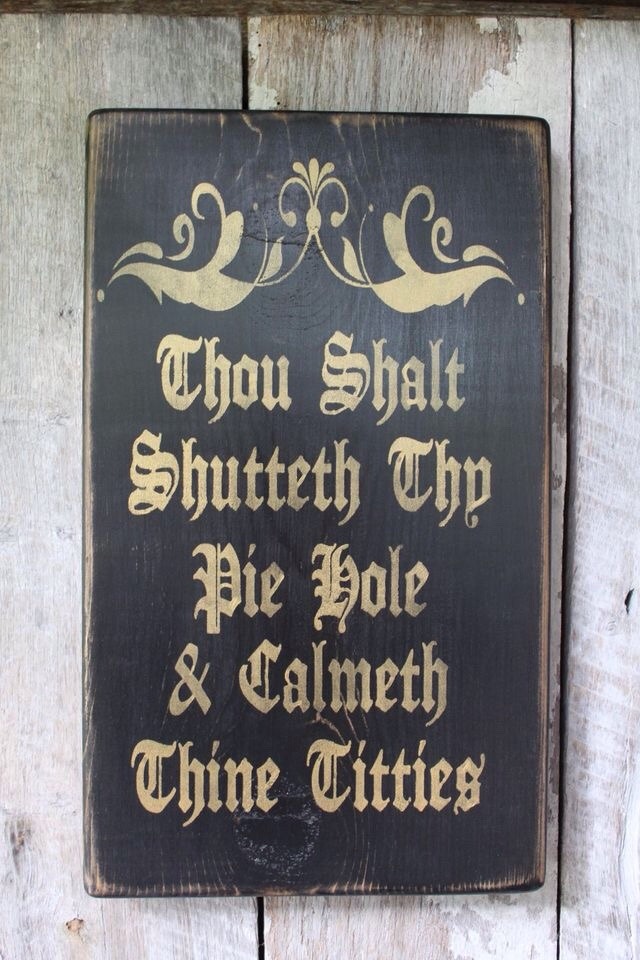 Thou Shalt
Shutteth Thy
Pie Hole
& Calmeth
Thine Titties